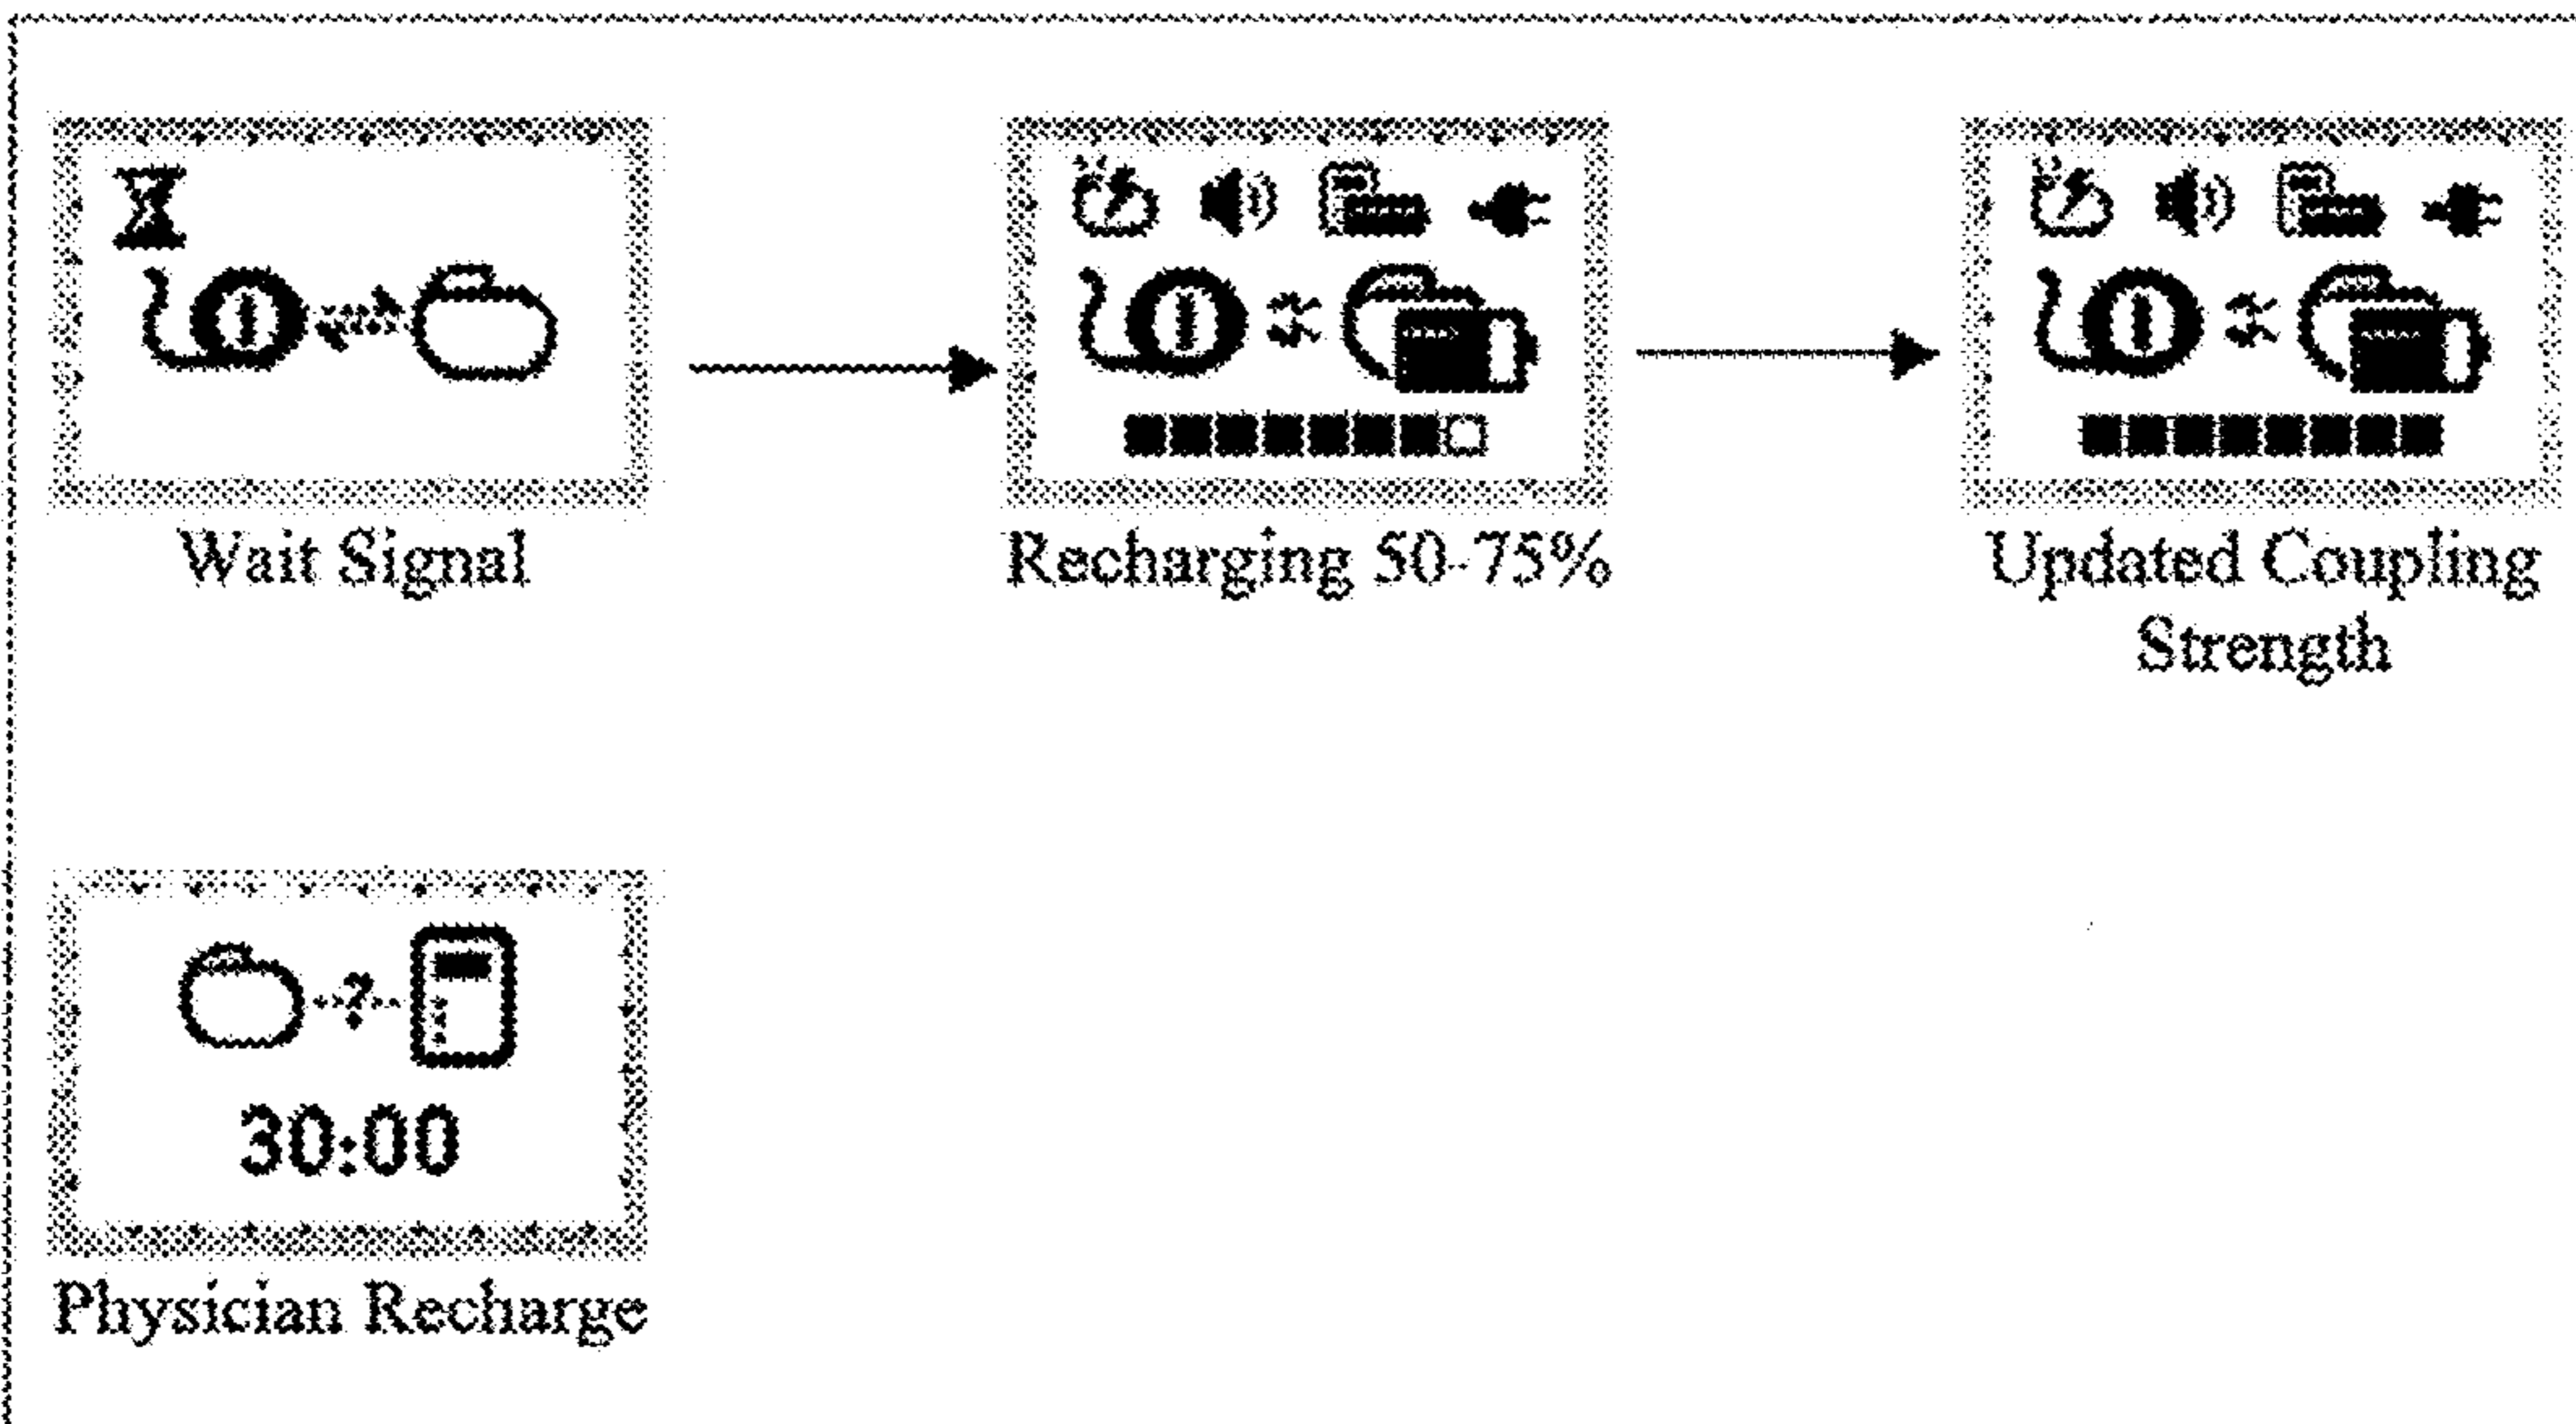 Wait Signal
Recharging 50-75%
Updated Coupling
Strength
?
30:00
Physician Recharge